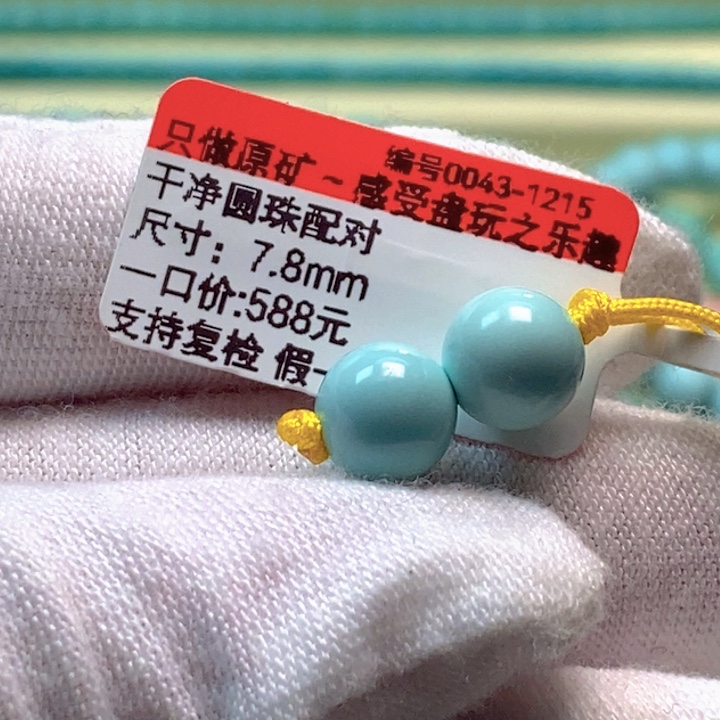 编号0043-1215
只做原矿~感受盘玩之乐趣
干净圆珠配对
尺寸：7.8mm
一口价:588元
支持复检 假一